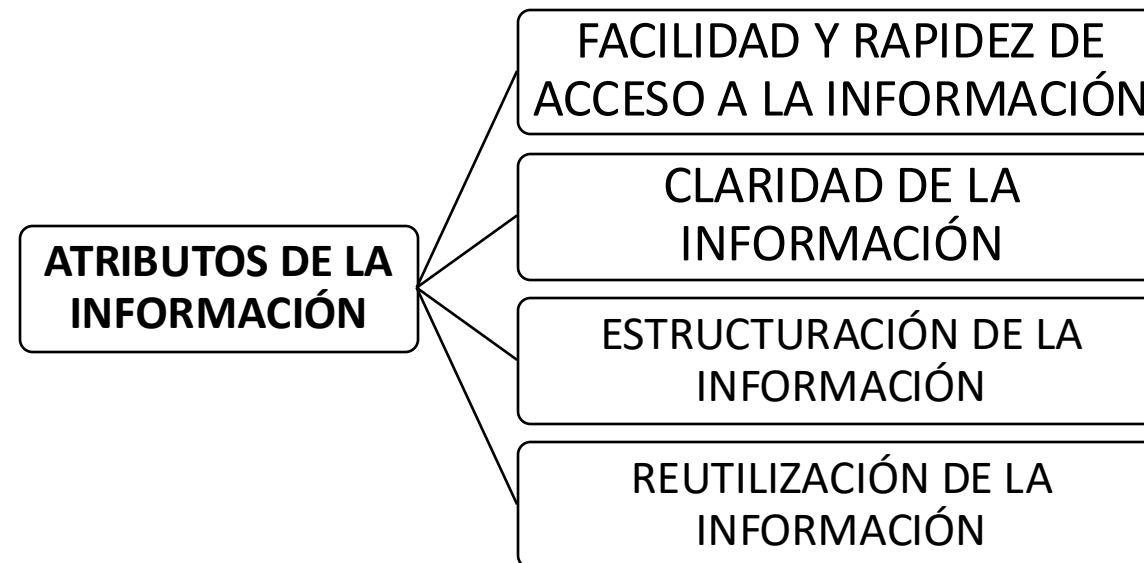 FACILIDAD Y RAPIDEZ DE
ACCESO A LA INFORMACIÓN
CLARIDAD DE LA
INFORMACIÓN
ATRIBUTOS DE LA
INFORMACIÓN
ESTRUCTURACIÓN DE LA
INFORMACIÓN
REUTILIZACIÓN DE LA
INFORMACIÓN